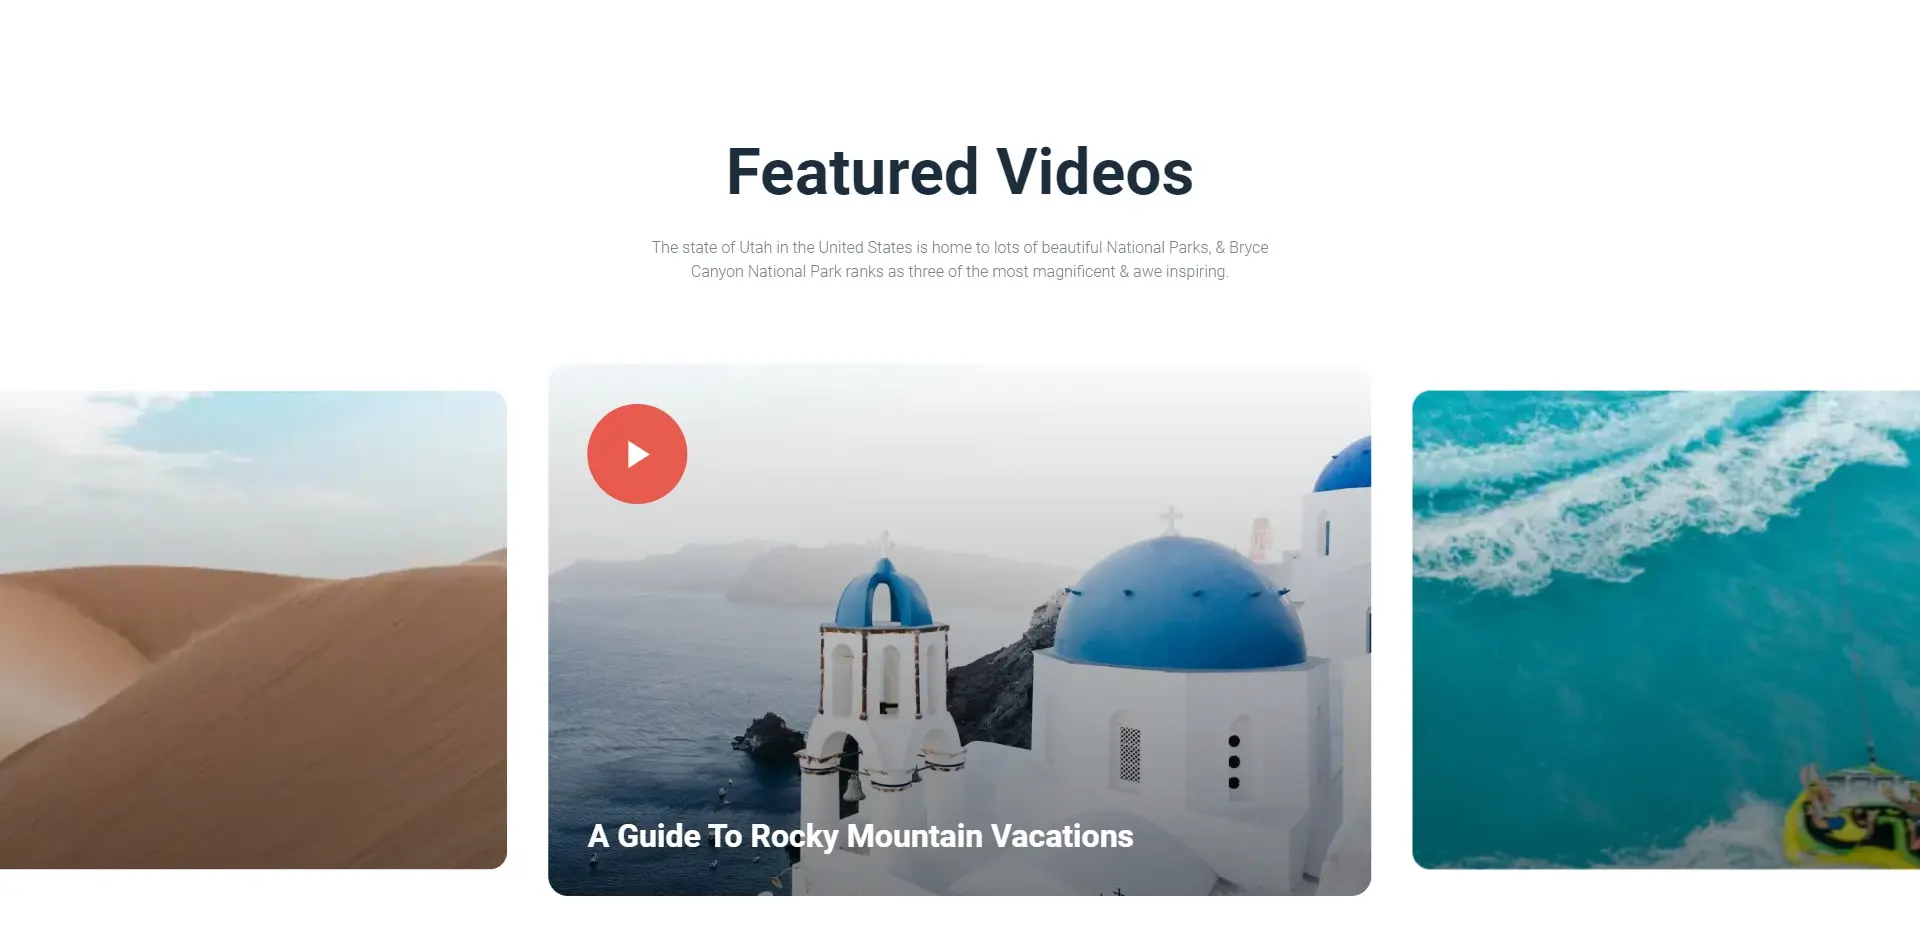 Featured Videos
The state of Utah in the United States is home to lots of beautiful National Parks, & Bryce
Canyon National Park ranks as three of the most magnificent & awe inspiring.
A Guide To Rocky Mountain Vacations